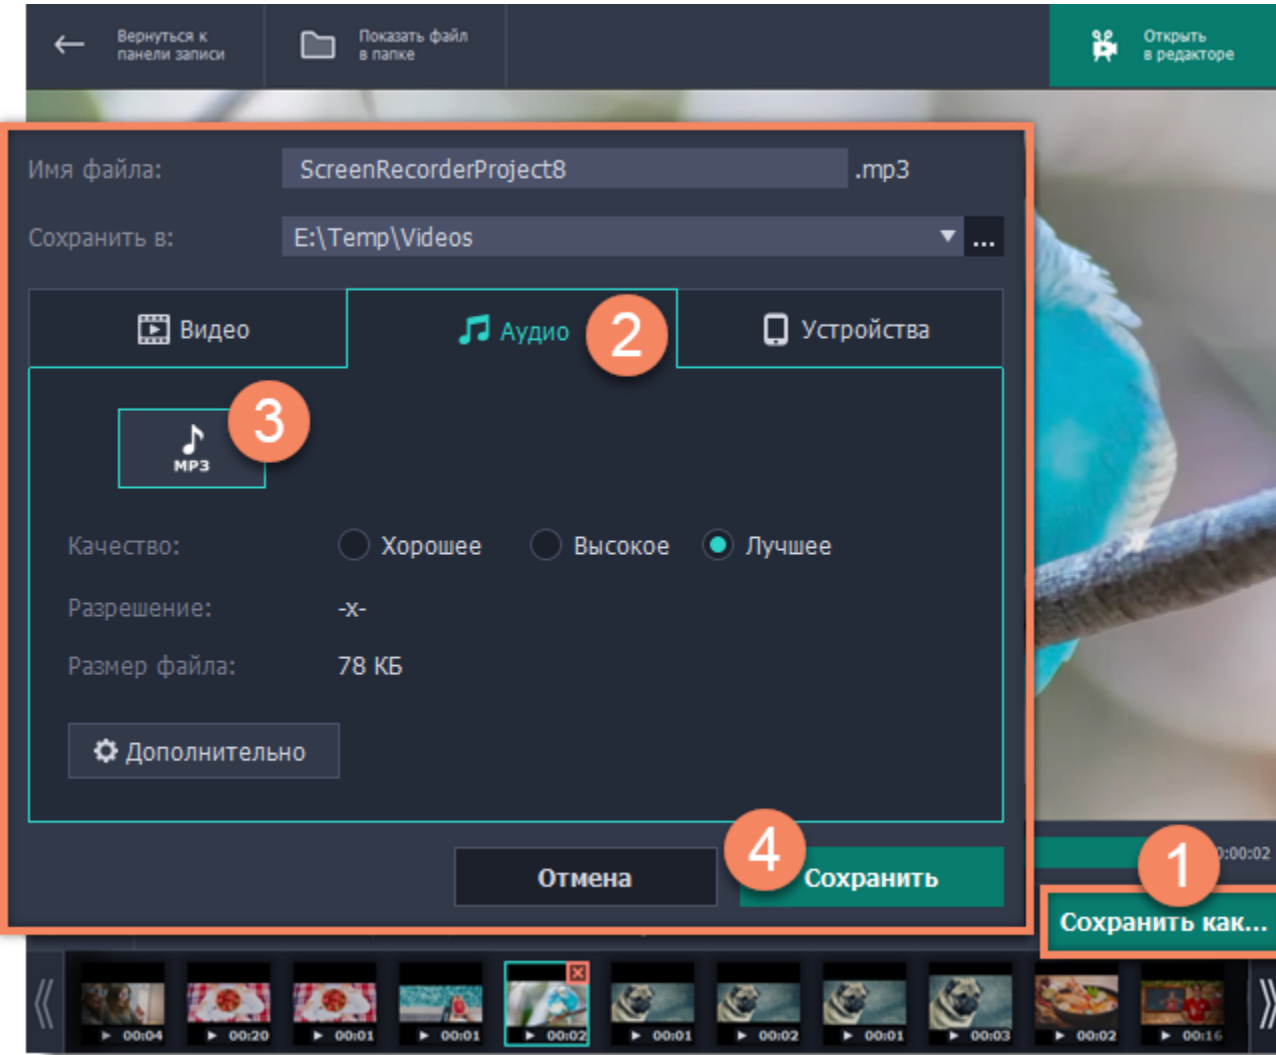 Вернуться к
панели записи
Показать файл
в папке
Открыть
в редакторе
Имя файла: ScreenRecorderProject8 .mp3
Сохранить в: E:\Temp\Videos ...
Видео Аудио 2 Устройства
3
MP3
Качество: Хорошее Высокое Лучшее
Разрешение: -x-
Размер файла: 78 КБ
Дополнительно
4
Отмена Сохранить
1
:00:02
Сохранить как...
00:04 00:20 00:01 00:01 00:02 00:01 00:02 00:01 00:03 00:02 00:16